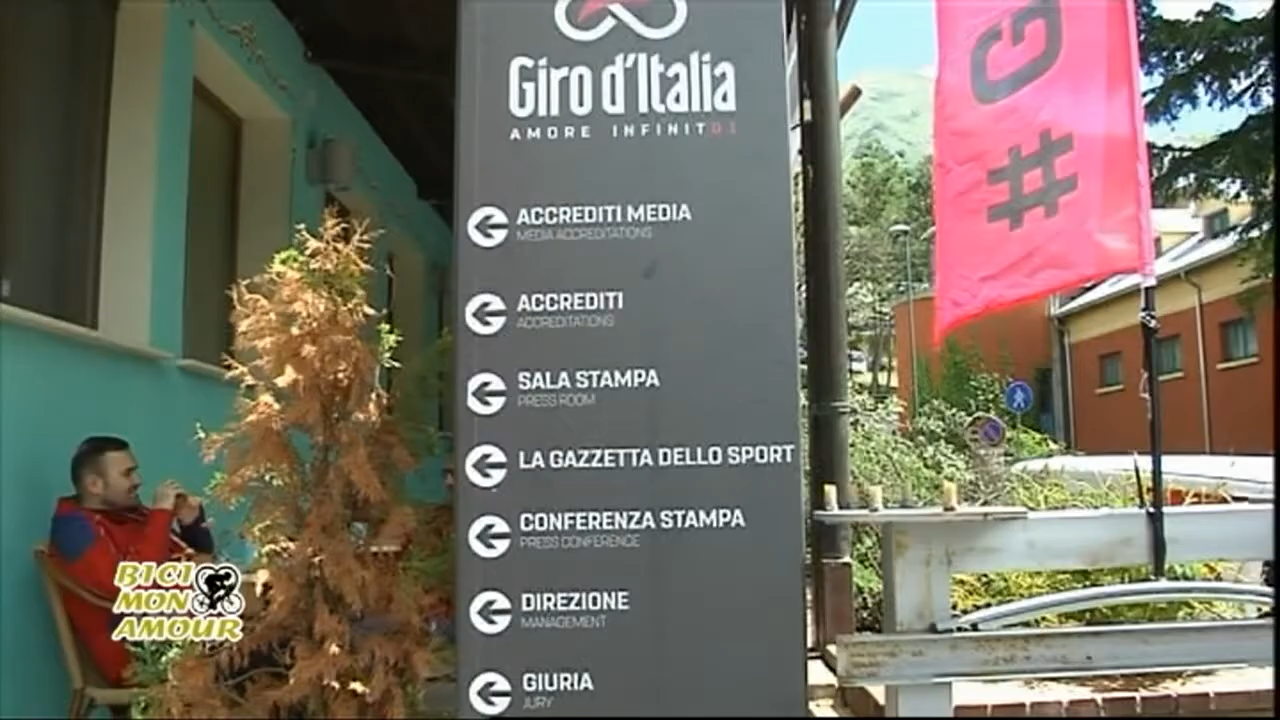 Giro d'Italia
AMORE INFINITO
ACCREDITI MEDIA
MEDIA ACCREDITATIONS
ACCREDITI
ACCREDITATIONS
SALA STAMPA
PRESS ROOM
LA GAZZETTA DELLO SPORT
CONFERENZA STAMPA
PRESS CONFERENCE
DIREZIONE
MANAGEMENT
GIURIA
JURY
#G
BICI
MON
AMOUR